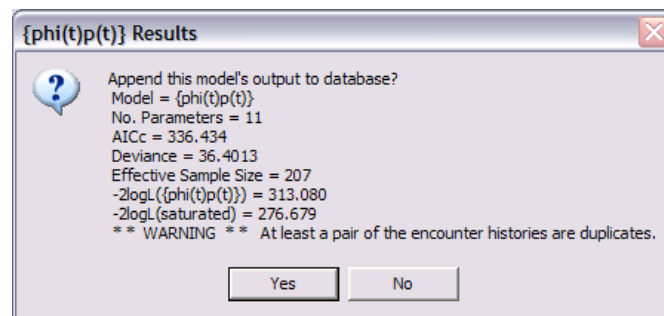 {phi(t)p(t)} Results
Append this model's output to database?
Model = {phi(t)p(t)}
No. Parameters = 11
AICc = 336.434
Deviance = 36.4013
Effective Sample Size = 207
-2logL({phi(t)p(t)}) = 313.080
-2logL(saturated) = 276.679
* * WARNING * * At least a pair of the encounter histories are duplicates.
Yes
No